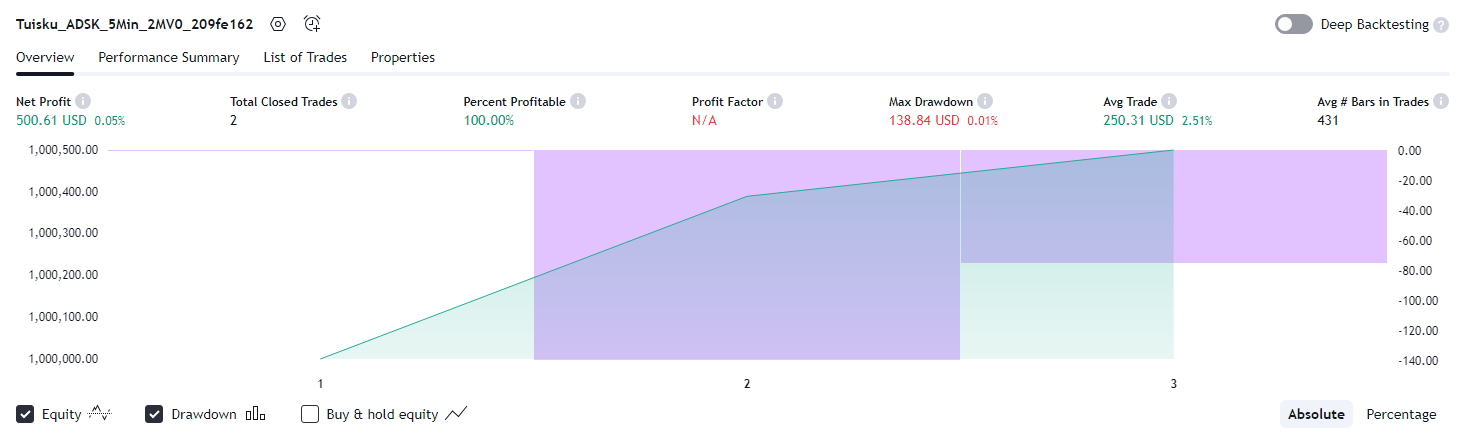 Tuisku_ADSK_5Min_2MV0_209fe162 Deep Backtesting ?
Overview Performance Summary List of Trades Properties
Net Profit i Total Closed Trades i Percent Profitable i Profit Factor i Max Drawdown i Avg Trade i Avg # Bars in Trades i
500.61 USD 0.05% 2 100.00% N/A 138.84 USD 0.01% 250.31 USD 2.51% 431
1,000,500.00 0.00
1,000,400.00 -20.00
-40.00
1,000,300.00 -60.00
1,000,200.00 -80.00
-100.00
1,000,100.00 -120.00
1,000,000.00 -140.00
1 2 3
Equity Drawdown Buy & hold equity Absolute Percentage